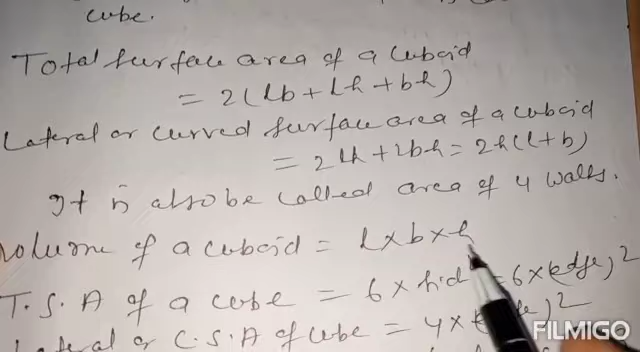 cube.
Total surface area of a cuboid
= 2(lb + lh + bh)
Lateral or curved surface area of a cuboid
= 2lh + 2bh = 2h(l+b)
It is also be called area of 4 walls.
Volume of a cuboid = l×b×h
T.S.A of a cube = 6 × = 6×(edge)2
Lateral or C.S.A of cube = 4× 2
FILMIGO